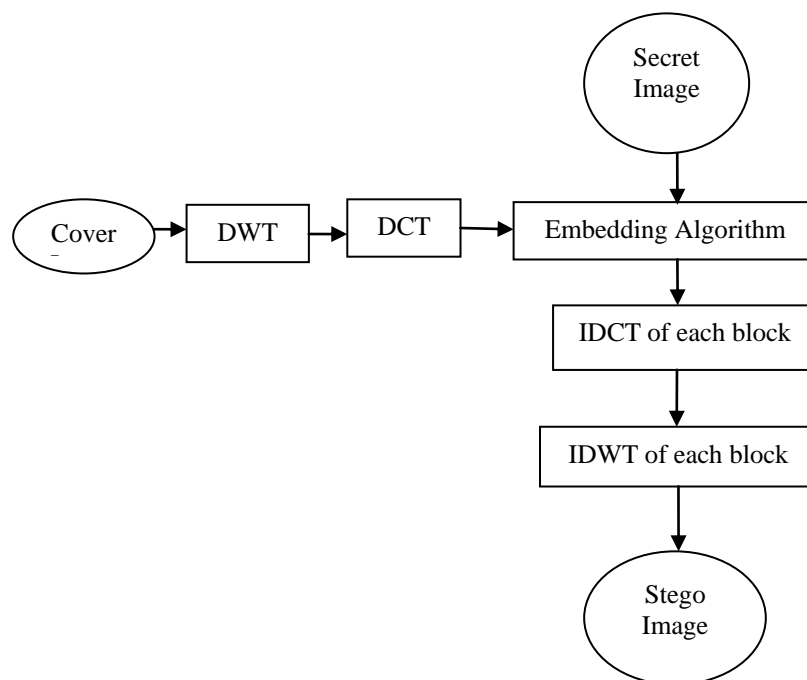 Secret
Image
Cover
DWT
DCT
Embedding Algorithm
IDCT of each block
IDWT of each block
Stego
Image